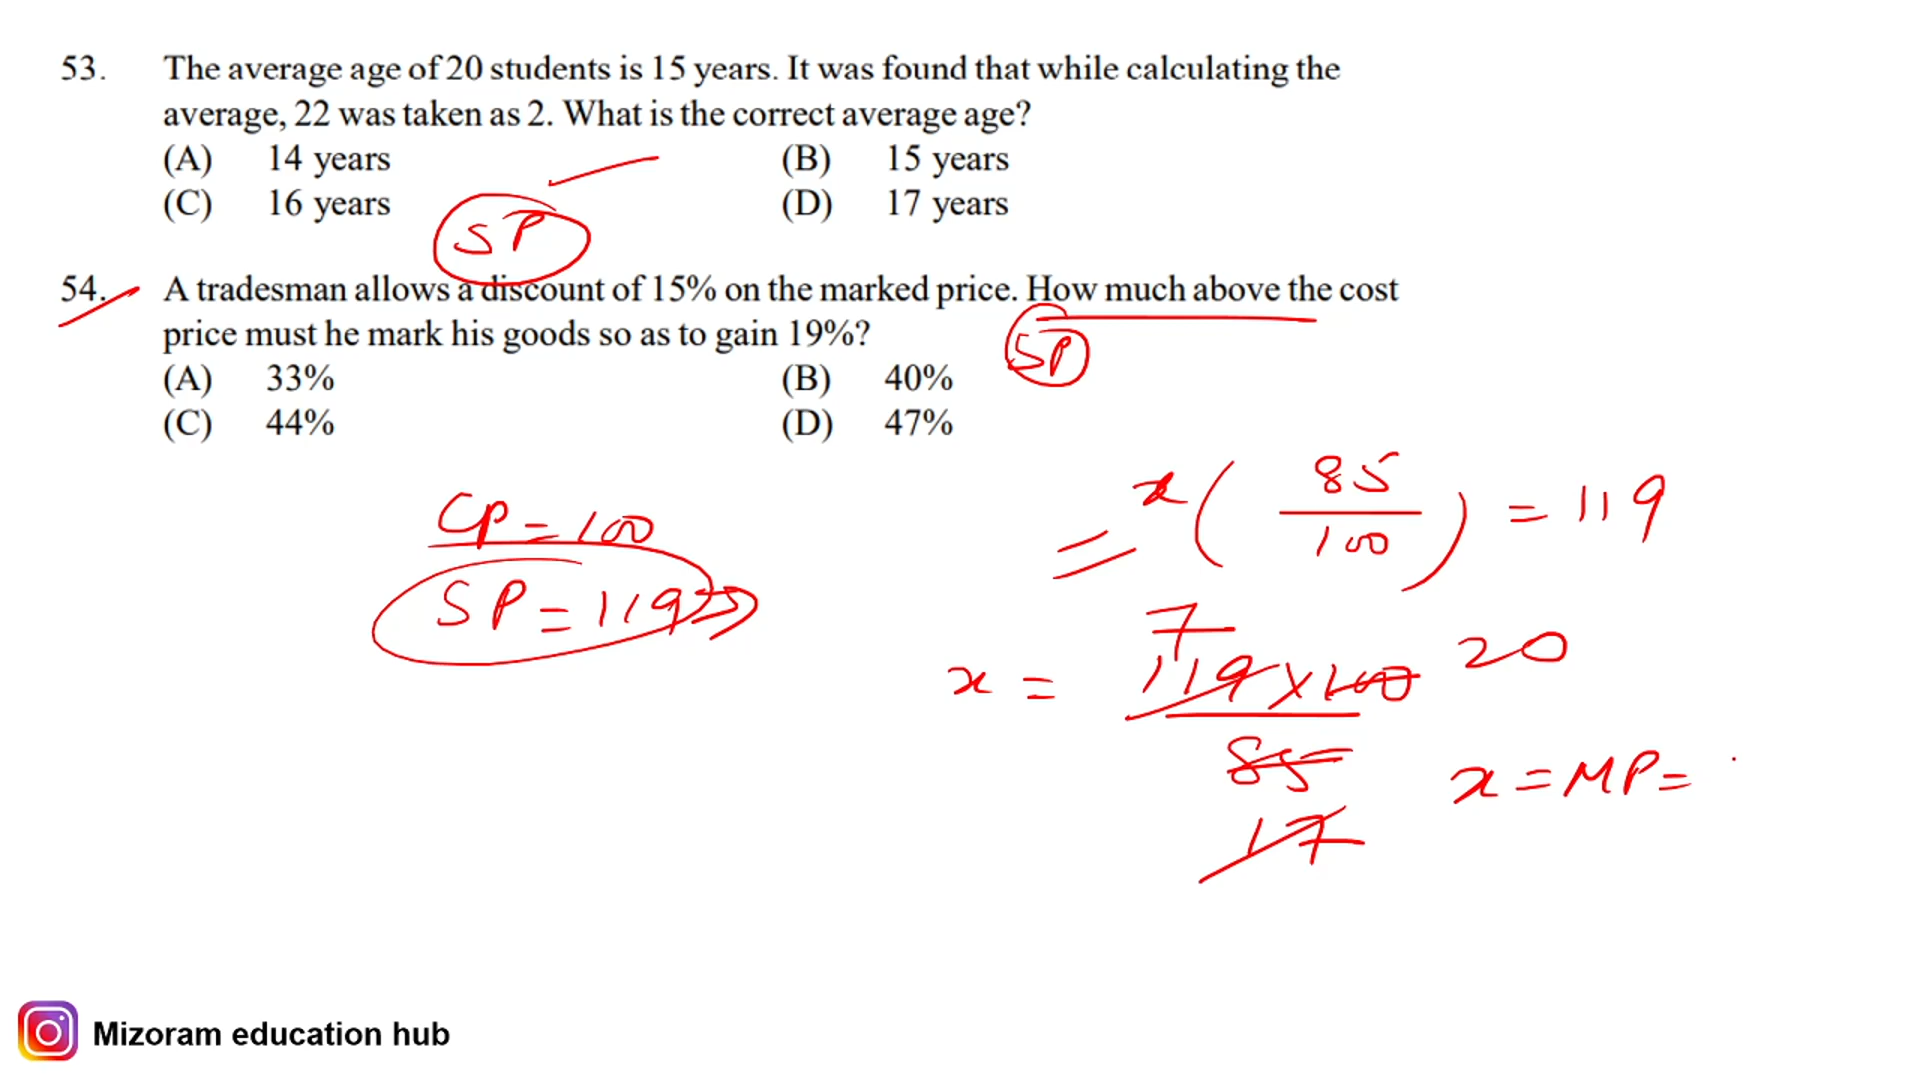 53. The average age of 20 students is 15 years. It was found that while calculating the
average, 22 was taken as 2. What is the correct average age?
(A) 14 years (B) 15 years
(C) 16 years (D) 17 years
SP
54. A tradesman allows a discount of 15% on the marked price. How much above the cost
price must he mark his goods so as to gain 19%?
SP
(A) 33% (B) 40%
(C) 44% (D) 47%
CP = 100
SP = 119
= x ( 85 / 100 ) = 119
7 20
x = 119 x 100
85
17
x = MP =
Mizoram education hub